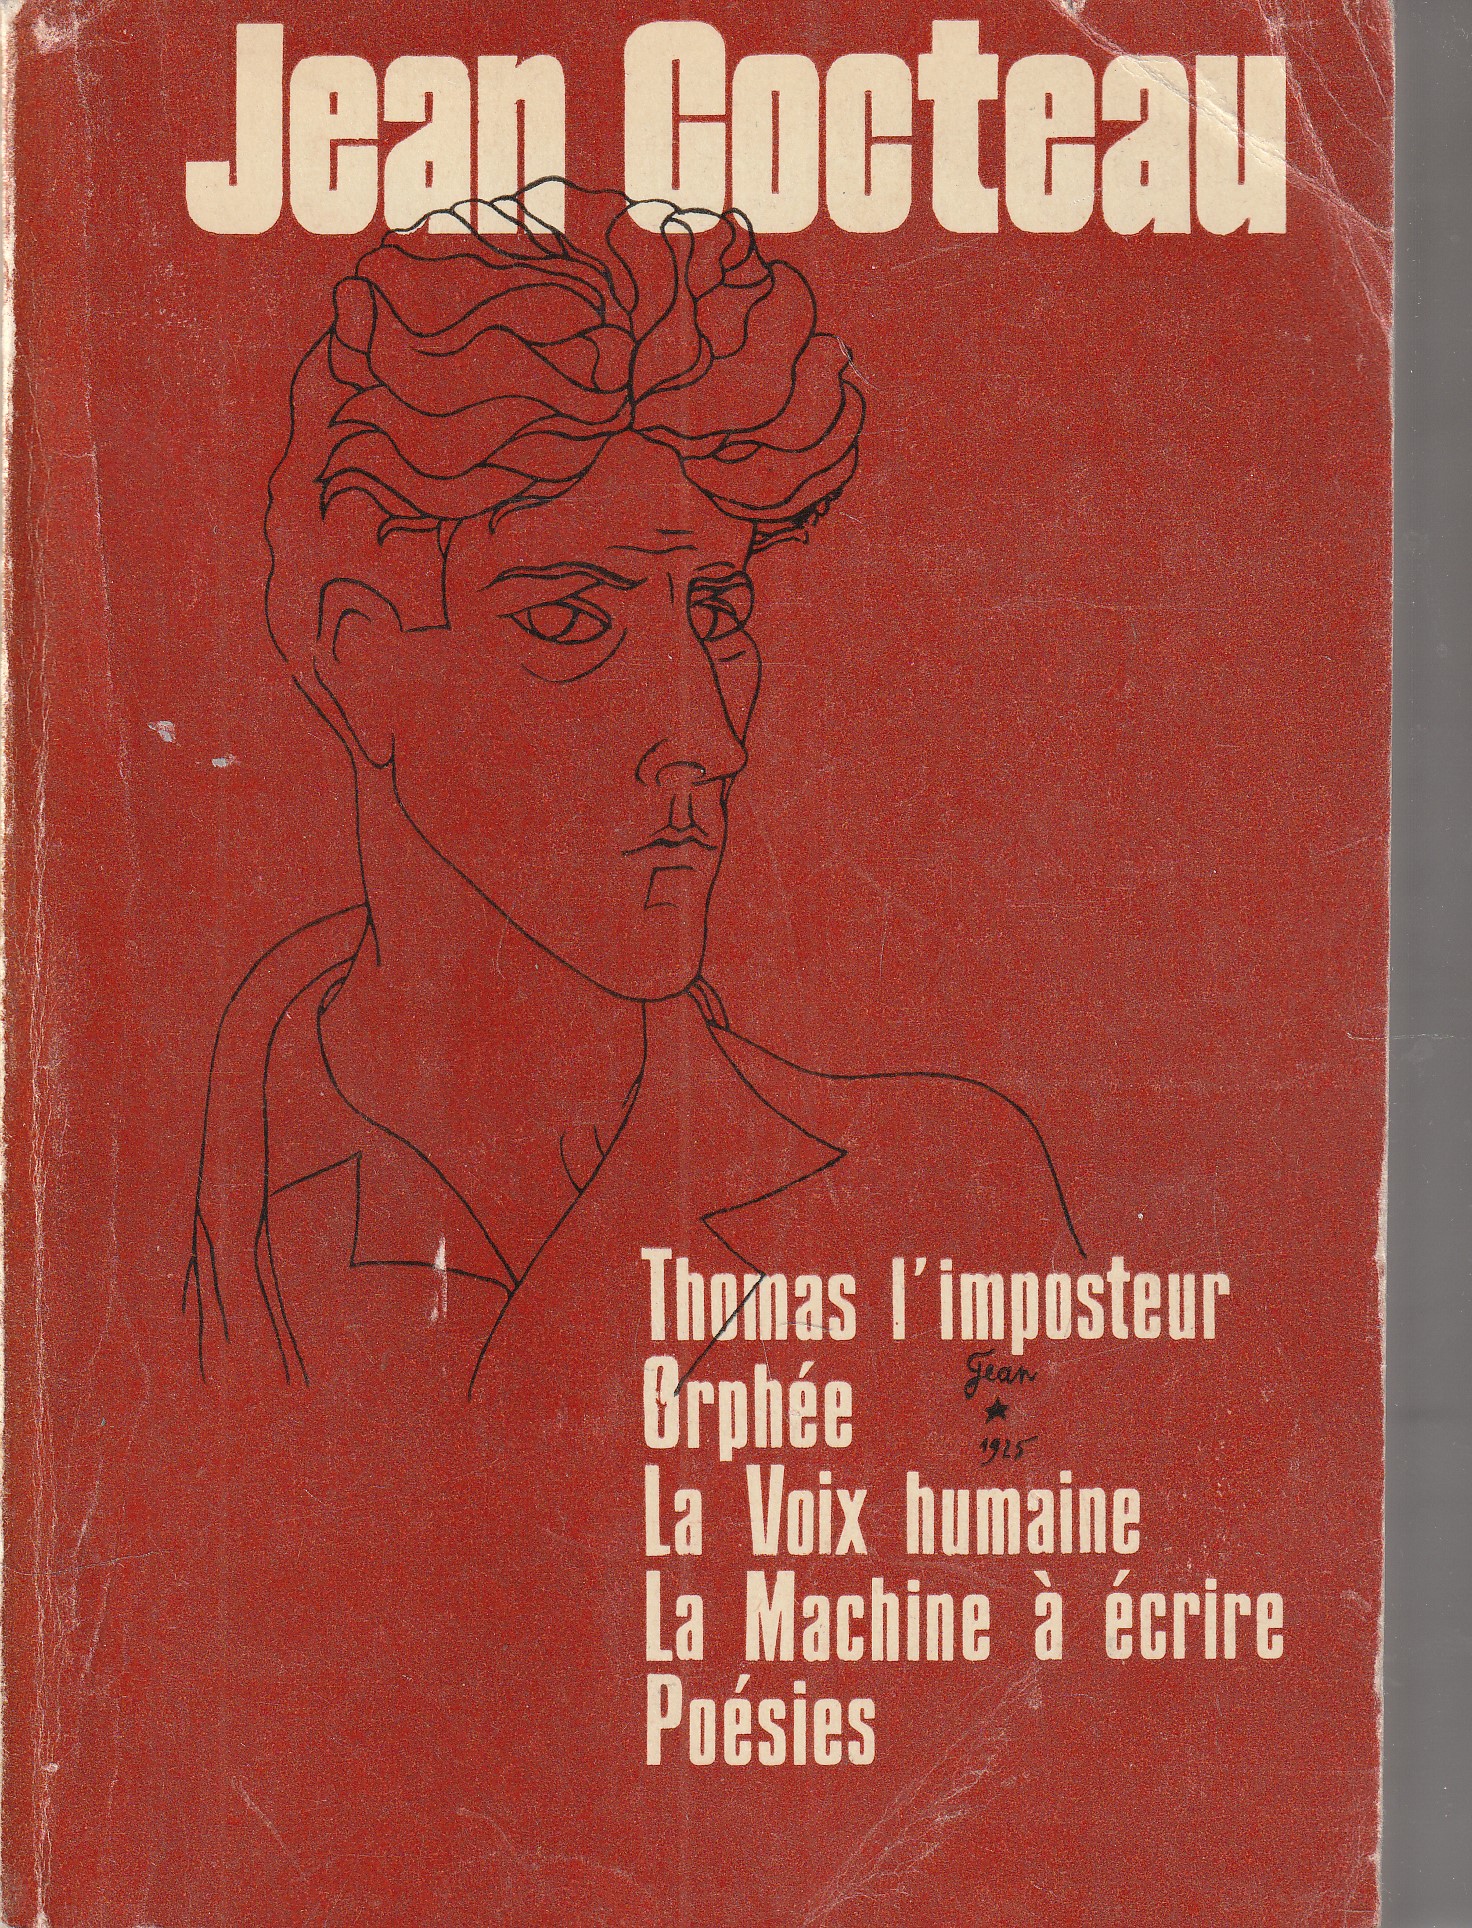 Jean Cocteau
Thomas l'imposteur
Orphée
Jean
★
1925
La Voix humaine
La Machine à écrire
Poésies